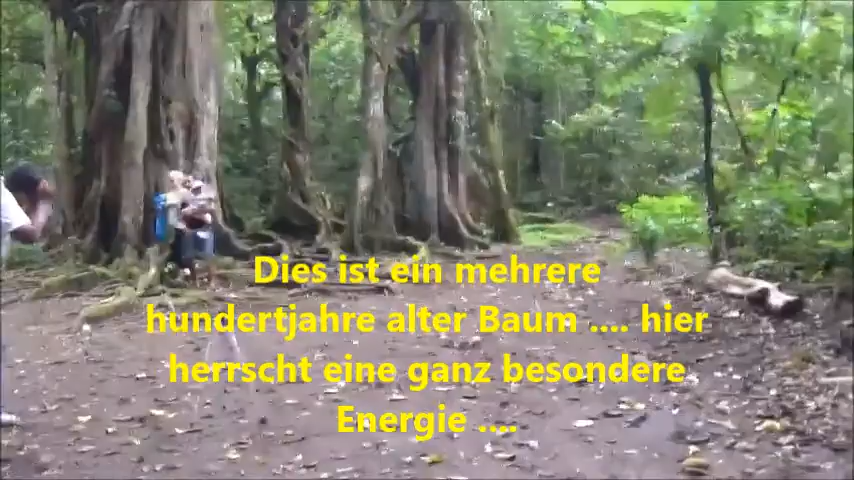 Dies ist ein mehrere
hundertjahre alter Baum .... hier
herrscht eine ganz besondere
Energie ....